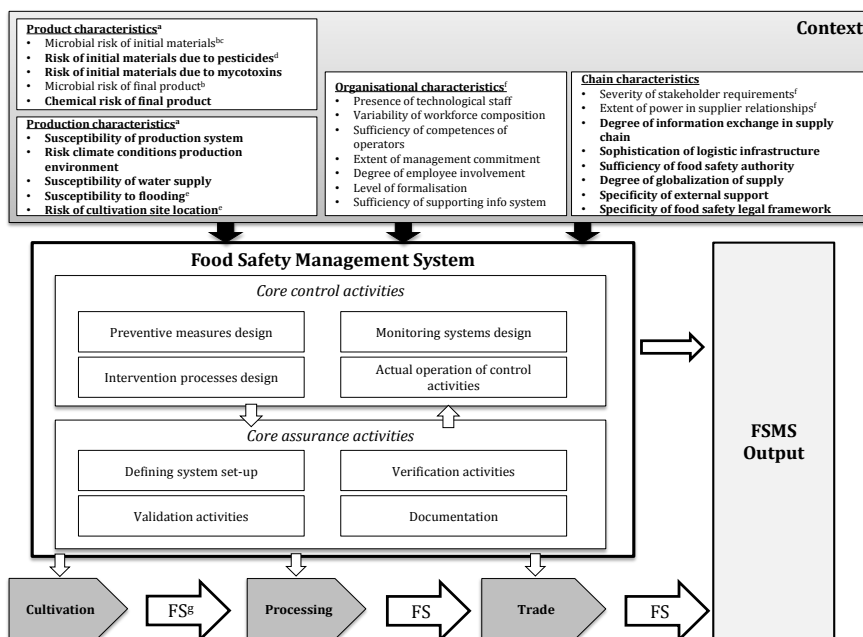 Context
Product characteristicsᵃ
• Microbial risk of initial materialsᵇᶜ
• Risk of initial materials due to pesticidesᵈ
• Risk of initial materials due to mycotoxins
• Microbial risk of final productᵇ
• Chemical risk of final product
Production characteristicsᵃ
• Susceptibility of production system
• Risk climate conditions production
environment
• Susceptibility of water supply
• Susceptibility to floodingᵉ
• Risk of cultivation site locationᵉ
Organisational characteristicsᶠ
• Presence of technological staff
• Variability of workforce composition
• Sufficiency of competences of
operators
• Extent of management commitment
• Degree of employee involvement
• Level of formalisation
• Sufficiency of supporting info system
Chain characteristics
• Severity of stakeholder requirementsᶠ
• Extent of power in supplier relationshipsᶠ
• Degree of information exchange in supply
chain
• Sophistication of logistic infrastructure
• Sufficiency of food safety authority
• Degree of globalization of supply
• Specificity of external support
• Specificity of food safety legal framework
Food Safety Management System
Core control activities
Preventive measures design
Monitoring systems design
Intervention processes design
Actual operation of control
activities
Core assurance activities
Defining system set-up
Verification activities
Validation activities
Documentation
FSMS
Output
Cultivation
FSᵍ
Processing
FS
Trade
FS